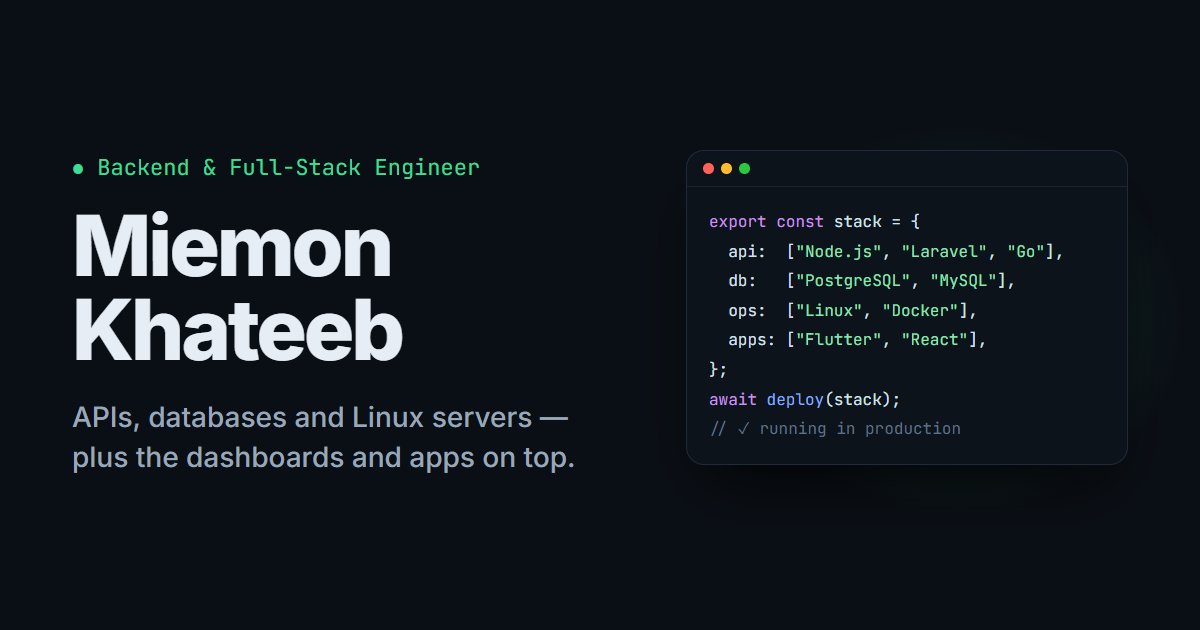 Backend & Full-Stack Engineer
Miemon
Khateeb
APIs, databases and Linux servers —
plus the dashboards and apps on top.
export const stack = {
  api:  ["Node.js", "Laravel", "Go"],
  db:   ["PostgreSQL", "MySQL"],
  ops:  ["Linux", "Docker"],
  apps: ["Flutter", "React"],
};
await deploy(stack);
// ✓ running in production